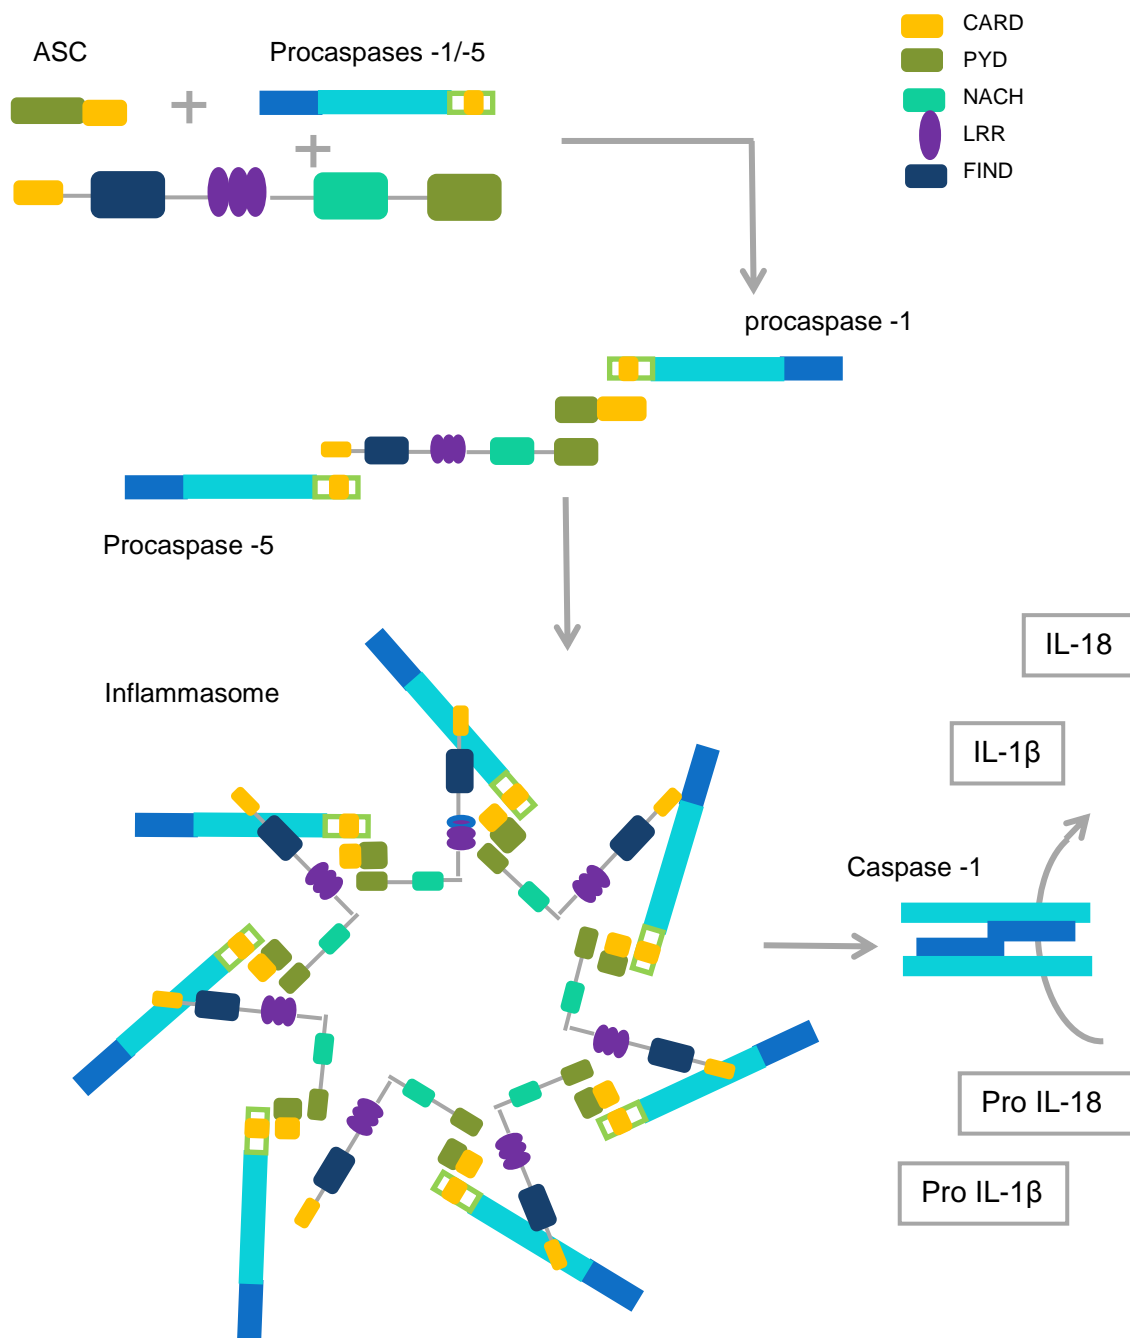 ASC
Procaspases -1/-5
CARD
PYD
NACH
LRR
FIND
procaspase -1
Procaspase -5
Inflammasome
IL-18
IL-1β
Caspase -1
Pro IL-18
Pro IL-1β